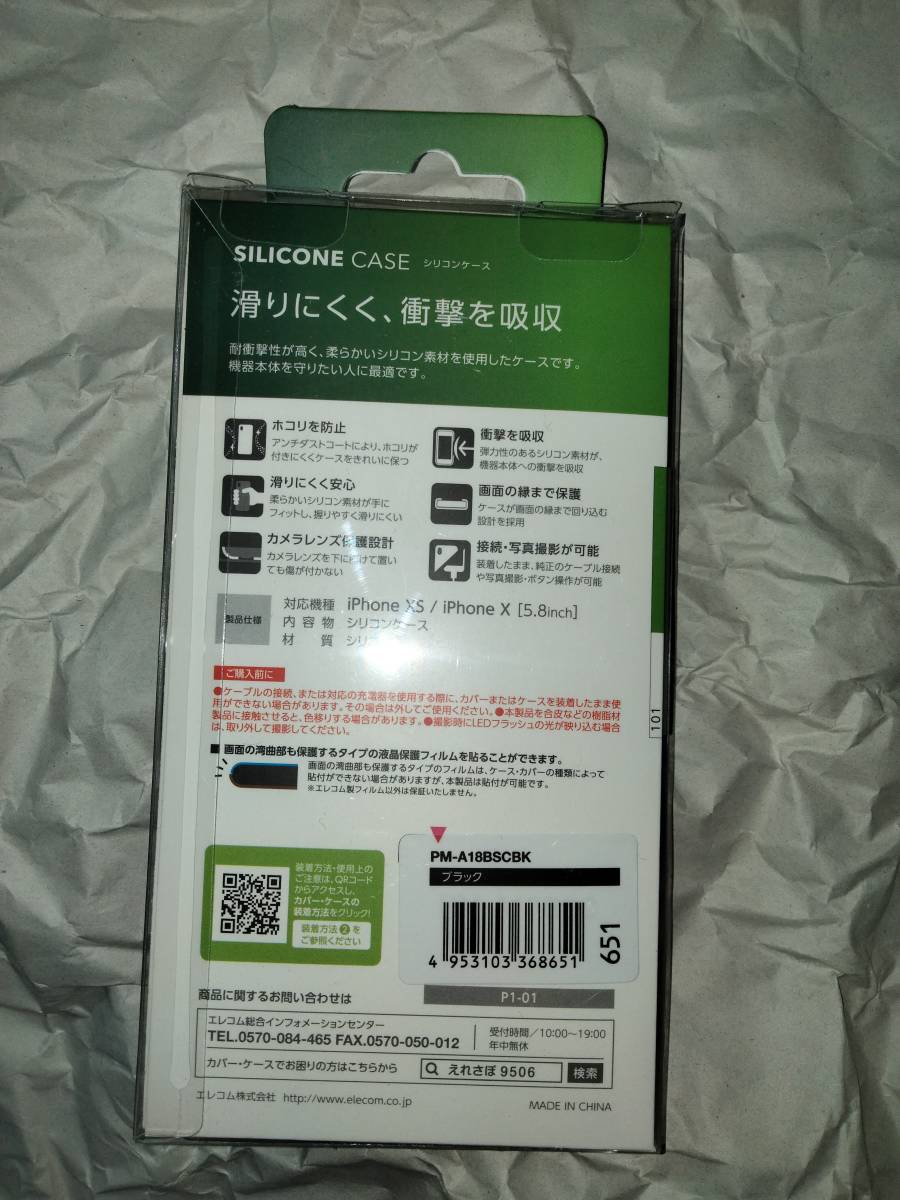 SILICONE CASE シリコンケース
滑りにくく、衝撃を吸収
耐衝撃性が高く、柔らかいシリコン素材を使用したケースです。
機器本体を守りたい人に最適です。
ホコリを防止
アンチダストコートにより、ホコリが
付きにくくケースをきれいに保つ
衝撃を吸収
弾力性のあるシリコン素材が、
機器本体への衝撃を吸収
滑りにくく安心
柔らかいシリコン素材が手に
フィットし、握りやすく滑りにくい
画面の縁まで保護
ケースが画面の縁まで回り込む
設計を採用
カメラレンズ保護設計
カメラレンズを下に向けて置い
ても傷が付かない
接続・写真撮影が可能
装着したまま、純正のケーブル接続
や写真撮影・ボタン操作が可能
製品仕様
対応機種 iPhone XS / iPhone X [5.8inch]
内容物 シリコンケース
材質 シリコ
ご購入前に
●ケーブルの接続、または対応の充電器を使用する際に、カバーまたはケースを装着したまま使
用ができない場合があります。その場合は外してご使用ください。●本製品を合皮などの樹脂材
製品に接触させると、色移りする場合があります。●撮影時にLEDフラッシュの光が映り込む場合
は、取り外して撮影してください。
101
■ 画面の湾曲部も保護するタイプの液晶保護フィルムを貼ることができます。
画面の湾曲部も保護するタイプのフィルムは、ケース・カバーの種類によって
貼付ができない場合がありますが、本製品は貼付が可能です。
※エレコム製フィルム以外は保証いたしません。
装着方法・使用上の
ご注意は、QRコード
からアクセスし、
カバー・ケースの
装着方法をクリック!
装着方法❷を
ご参照ください
PM-A18BSCBK
ブラック
4 953103 368651
651
P1-01
商品に関するお問い合わせは
エレコム総合インフォメーションセンター
TEL.0570-084-465 FAX.0570-050-012
受付時間/10:00〜19:00
年中無休
カバー・ケースでお困りの方はこちらから
えれさぽ 9506 検索
エレコム株式会社 http://www.elecom.co.jp
MADE IN CHINA